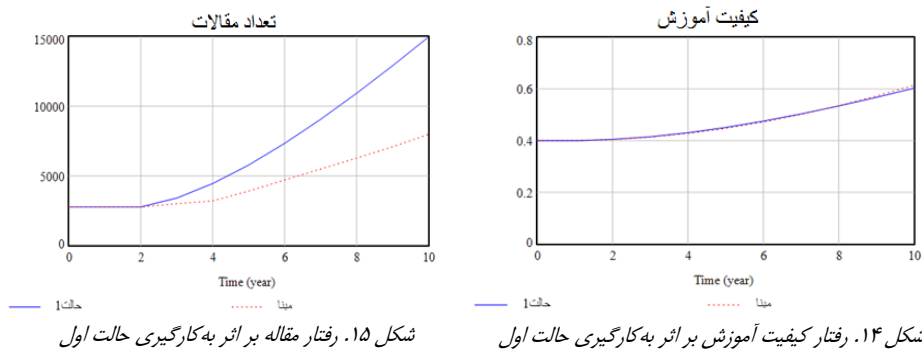 کیفیت آموزش
0.8
0.6
0.4
0.2
0
0 2 4 6 8 10
Time (year)
حالت1 مبنا
شکل ۱۴. رفتار کیفیت آموزش بر اثر به‌کارگیری حالت اول
تعداد مقالات
15000
10000
5000
0
0 2 4 6 8 10
Time (year)
حالت1 مبنا
شکل ۱۵. رفتار مقاله بر اثر به‌کارگیری حالت اول